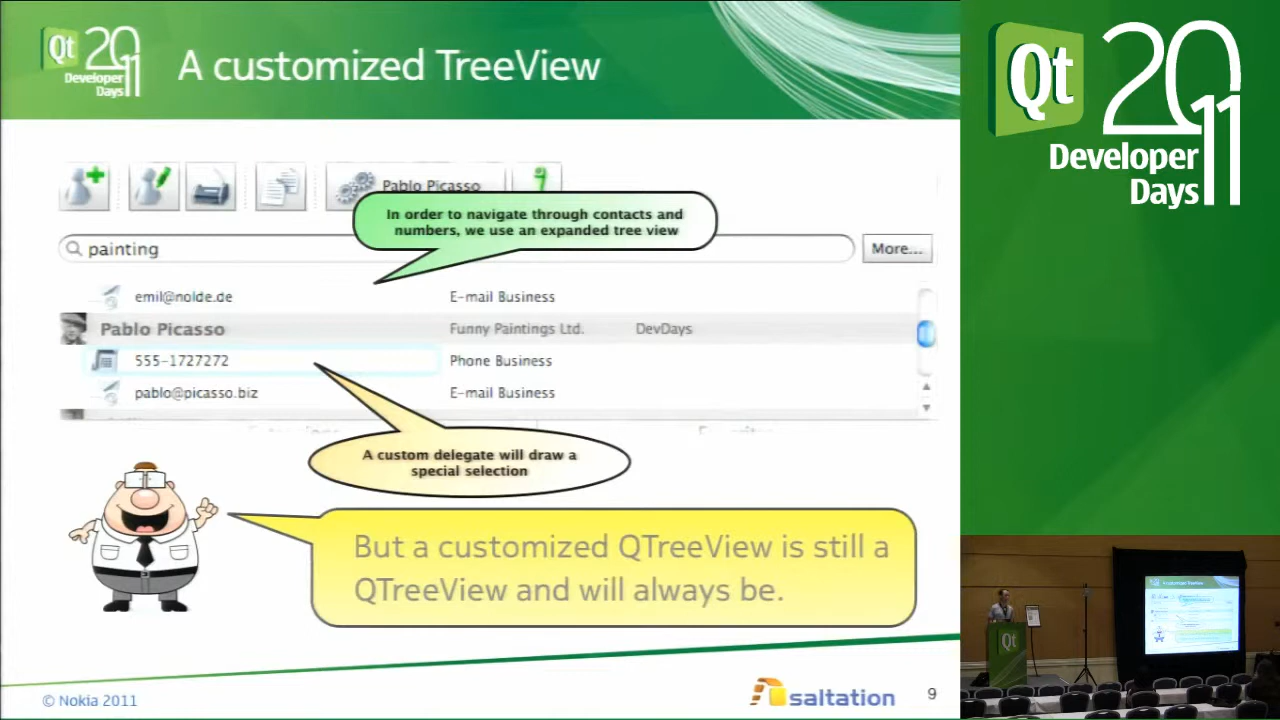 Qt 2011
Developer
Days
A customized TreeView
Pablo Picasso
In order to navigate through contacts and
numbers, we use an expanded tree view
painting
More...
emil@nolde.de
E-mail Business
Pablo Picasso
Funny Paintings Ltd.
DevDays
555-1727272
Phone Business
pablo@picasso.biz
E-mail Business
A custom delegate will draw a
special selection
But a customized QTreeView is still a
QTreeView and will always be.
© Nokia 2011
saltation
9
Qt 2011
Developer
Days
Qt